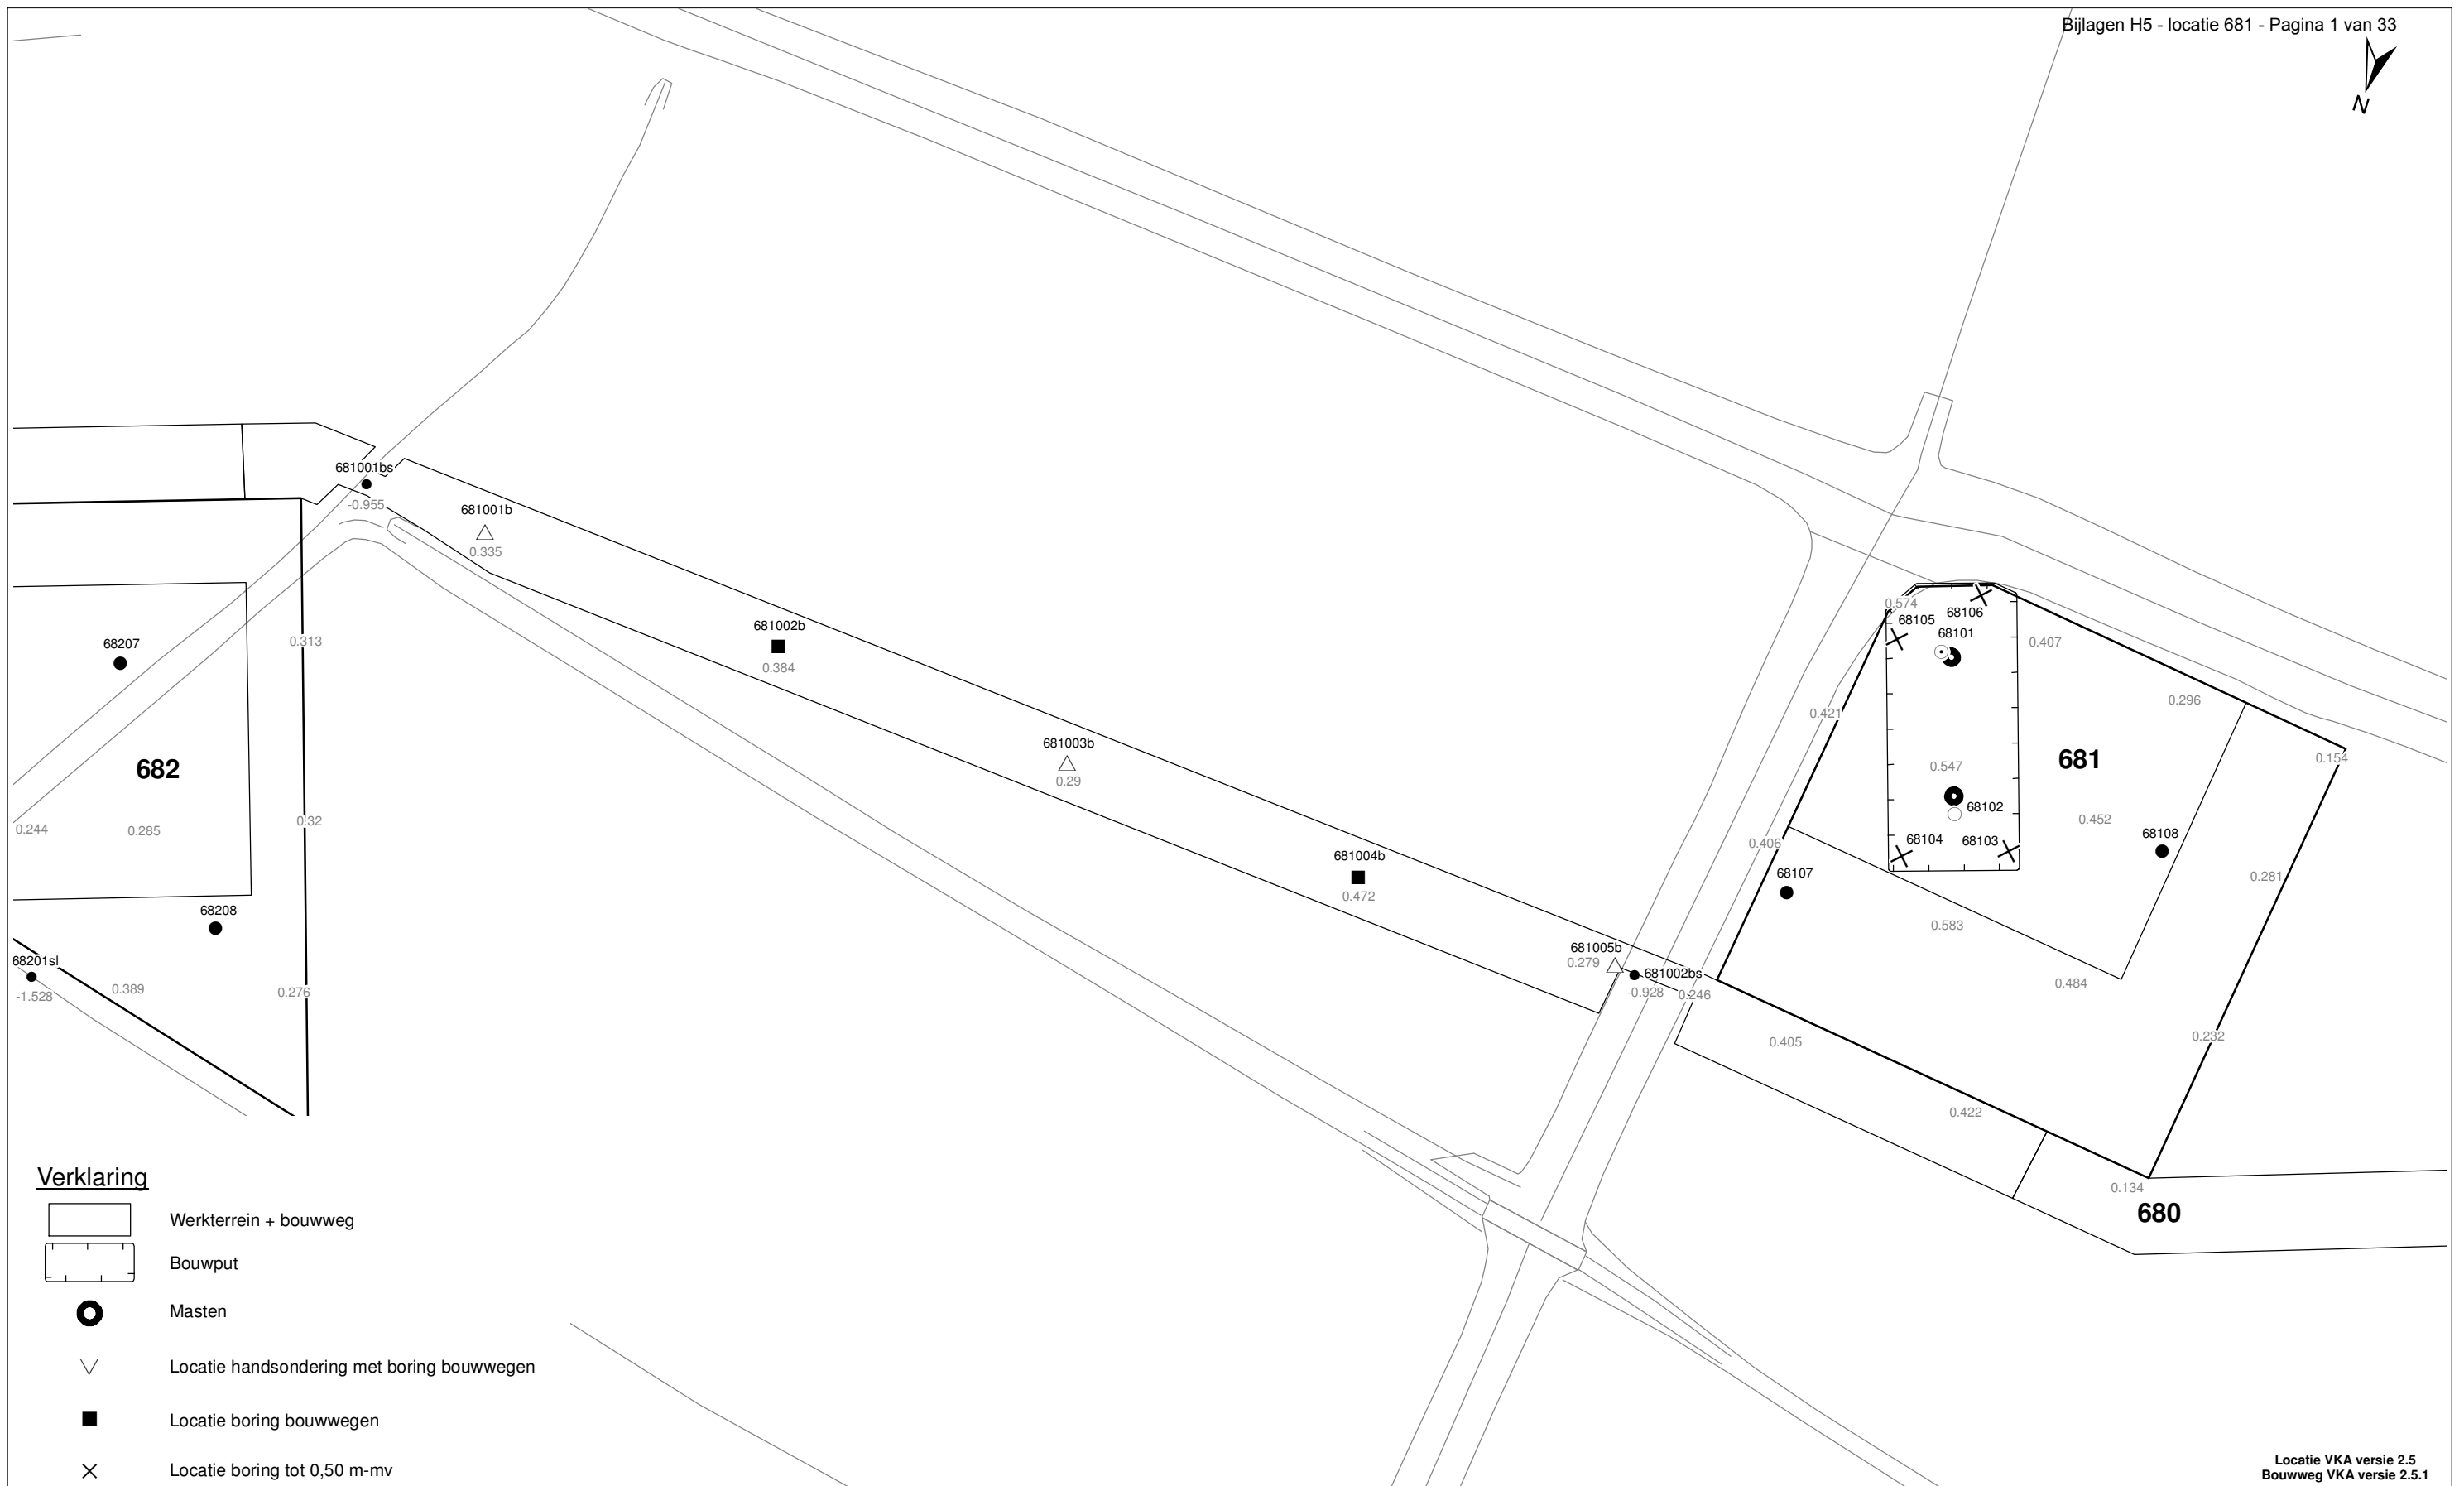 Bijlagen H5 - locatie 681 - Pagina 1 van 33
N
681001bs
-0.955
681001b
0.335
681002b
0.384
681003b
0.29
681004b
0.472
681005b
0.279
681002bs
-0.928
0.246
68207
0.313
682
0.32
0.244
0.285
68208
68201sl
-1.528
0.389
0.276
0.574
68105
68106
68101
0.407
0.421
0.296
681
0.154
0.547
68102
0.452
0.406
68104
68103
68108
68107
0.281
0.583
0.484
0.232
0.405
0.422
0.134
680
Verklaring
Werkterrein + bouwweg
Bouwput
Masten
Locatie handsondering met boring bouwwegen
Locatie boring bouwwegen
Locatie boring tot 0,50 m-mv
Locatie VKA versie 2.5
Bouwweg VKA versie 2.5.1